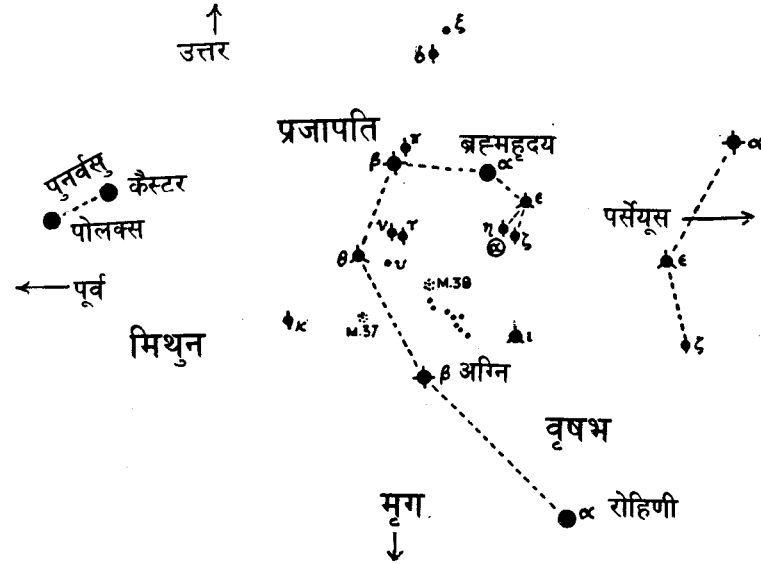 ξ
उत्तर
δ
प्रजापति
π
ब्रह्महृदय
β
α
α
पुनर्वसु
कैस्टर
ε
पोलक्स
η
ζ
पर्सेयूस
ν
τ
α
θ
υ
ε
← पूर्व
M.38
मिथुन
κ
M.37
ι
ζ
β अग्नि
वृषभ
मृग
α रोहिणी